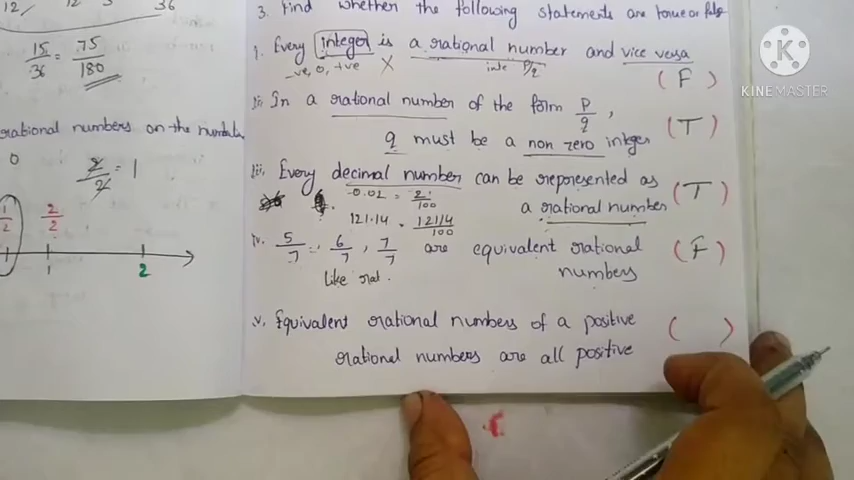 12 36
15/36 = 75/180
rational numbers on the number
0
2/2 = 1
1/2 2/2
1 2
3. Find whether the following statements are true or false
i. Every integer is a rational number and vice versa
-ve, 0, +ve X inte P/q
( F )
ii. In a rational number of the form P/q,
q must be a non zero integer ( T )
iii. Every decimal number can be represented as
0.02 = 2/100
a rational number ( T )
121.14 = 12114/100
iv. 5/7, 6/7, 7/7 are equivalent rational ( F )
like rat. numbers
v. Equivalent rational numbers of a positive ( )
rational numbers are all positive
KINEMASTER